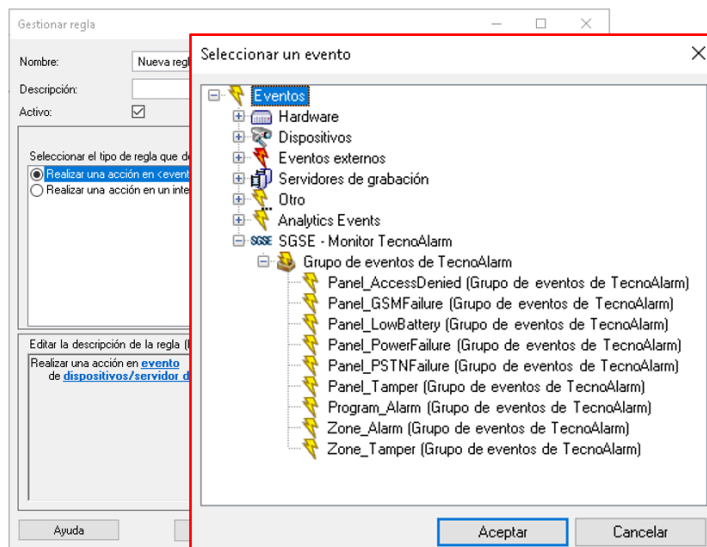 Gestionar regla
Nombre:
Nueva regl
Descripción:
Activo:
Seleccionar el tipo de regla que de
Realizar una acción en <event
Realizar una acción en un inte
Editar la descripción de la regla (
Realizar una acción en evento
de dispositivos/servidor d
Ayuda
Seleccionar un evento
Eventos
Hardware
Dispositivos
Eventos externos
Servidores de grabación
Otro
Analytics Events
SGSE SGSE - Monitor TecnoAlarm
Grupo de eventos de TecnoAlarm
Panel_AccessDenied (Grupo de eventos de TecnoAlarm)
Panel_GSMFailure (Grupo de eventos de TecnoAlarm)
Panel_LowBattery (Grupo de eventos de TecnoAlarm)
Panel_PowerFailure (Grupo de eventos de TecnoAlarm)
Panel_PSTNFailure (Grupo de eventos de TecnoAlarm)
Panel_Tamper (Grupo de eventos de TecnoAlarm)
Program_Alarm (Grupo de eventos de TecnoAlarm)
Zone_Alarm (Grupo de eventos de TecnoAlarm)
Zone_Tamper (Grupo de eventos de TecnoAlarm)
Aceptar
Cancelar